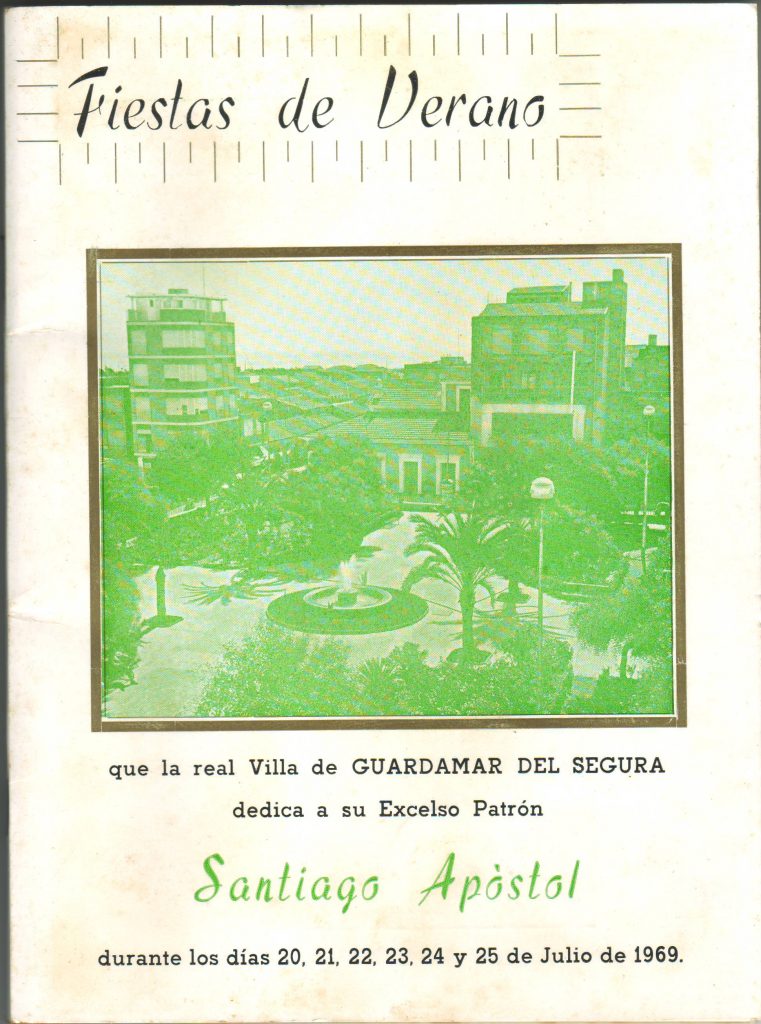 Fiestas de Verano
que la real Villa de GUARDAMAR DEL SEGURA
dedica a su Excelso Patrón
Santiago Apòstol
durante los días 20, 21, 22, 23, 24 y 25 de Julio de 1969.